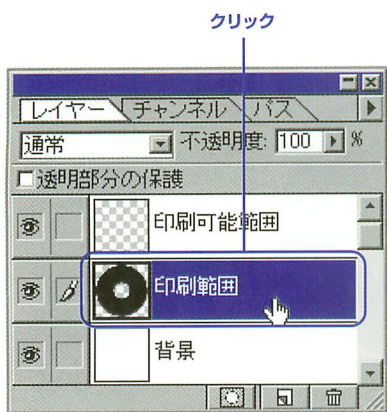 クリック
レイヤー チャンネル パス
通常 不透明度: 100 %
透明部分の保護
印刷可能範囲
印刷範囲
背景